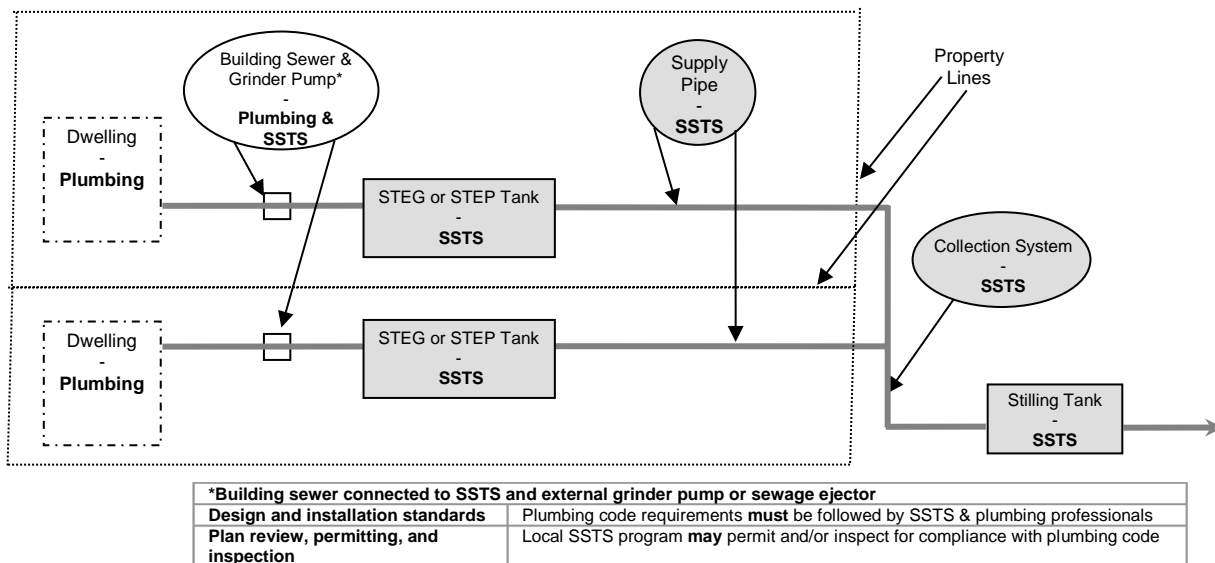 Building Sewer &
Grinder Pump*
-
Plumbing &
SSTS
Supply
Pipe
-
SSTS
Property
Lines
Dwelling
-
Plumbing
STEG or STEP Tank
-
SSTS
Collection System
-
SSTS
Dwelling
-
Plumbing
STEG or STEP Tank
-
SSTS
Stilling Tank
-
SSTS
*Building sewer connected to SSTS and external grinder pump or sewage ejector
Design and installation standards Plumbing code requirements must be followed by SSTS & plumbing professionals
Plan review, permitting, and Local SSTS program may permit and/or inspect for compliance with plumbing code
inspection